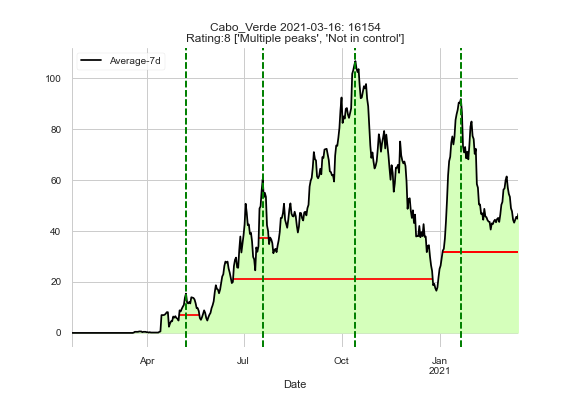 Cabo_Verde 2021-03-16: 16154
Rating:8 ['Multiple peaks', 'Not in control']
Average-7d
100
80
60
40
20
0
Apr
Jul
Oct
Jan
2021
Date